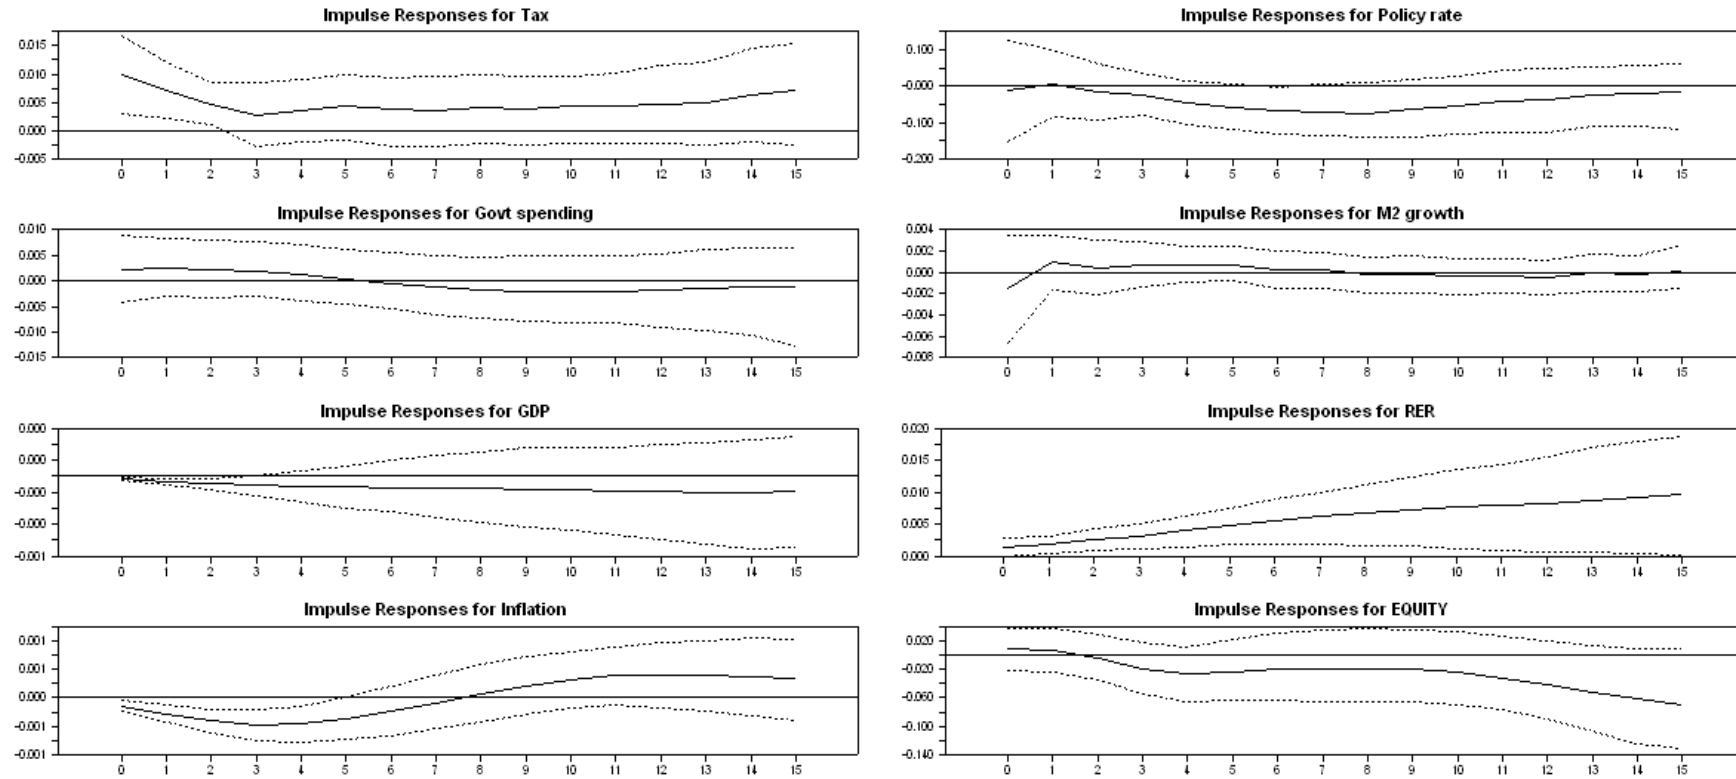 Impulse Responses for Tax
0.015
0.010
0.005
0.000
-0.005
0 1 2 3 4 5 6 7 8 9 10 11 12 13 14 15
Impulse Responses for Policy rate
0.100
-0.000
-0.100
-0.200
0 1 2 3 4 5 6 7 8 9 10 11 12 13 14 15
Impulse Responses for Govt spending
0.010
0.005
0.000
-0.005
-0.010
-0.015
0 1 2 3 4 5 6 7 8 9 10 11 12 13 14 15
Impulse Responses for M2 growth
0.004
0.002
0.000
-0.002
-0.004
-0.006
-0.008
0 1 2 3 4 5 6 7 8 9 10 11 12 13 14 15
Impulse Responses for GDP
0.000
0.000
-0.000
-0.000
-0.001
0 1 2 3 4 5 6 7 8 9 10 11 12 13 14 15
Impulse Responses for RER
0.020
0.015
0.010
0.005
0.000
0 1 2 3 4 5 6 7 8 9 10 11 12 13 14 15
Impulse Responses for Inflation
0.001
0.001
0.000
-0.001
-0.001
0 1 2 3 4 5 6 7 8 9 10 11 12 13 14 15
Impulse Responses for EQUITY
0.020
-0.020
-0.060
-0.100
-0.140
0 1 2 3 4 5 6 7 8 9 10 11 12 13 14 15